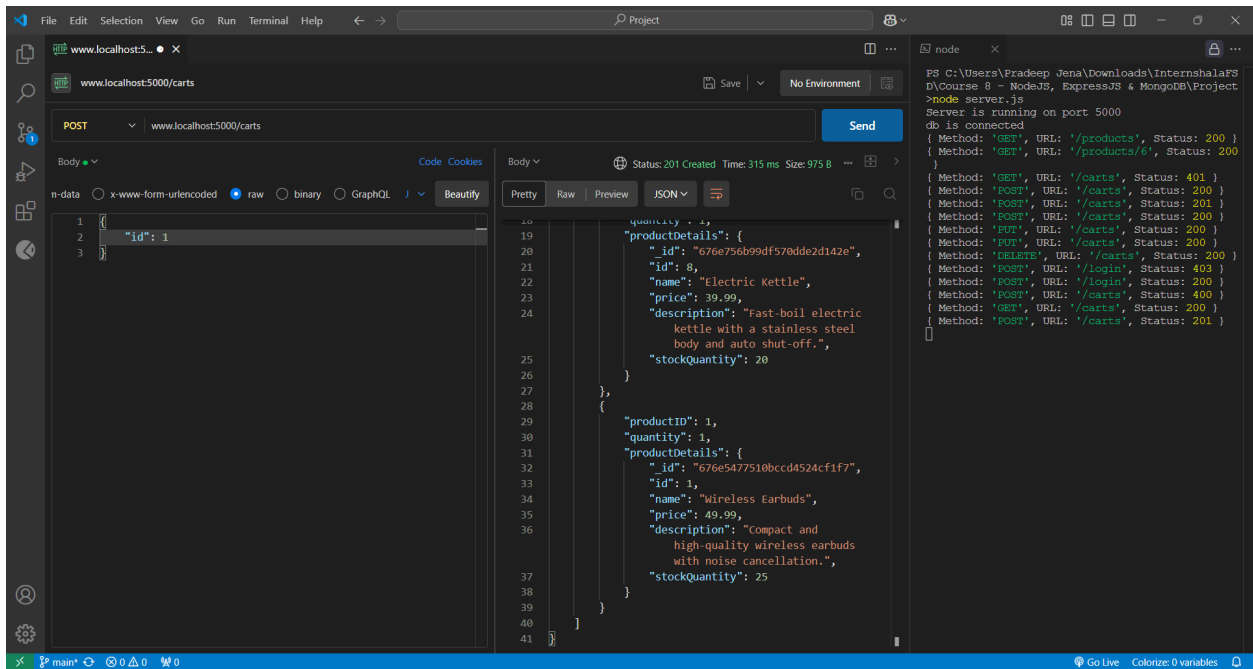 File Edit Selection View Go Run Terminal Help
Project
www.localhost:5...
node
www.localhost:5000/carts
Save
No Environment
POST
www.localhost:5000/carts
Send
Body
Code Cookies
n-data x-www-form-urlencoded raw binary GraphQL J
Beautify
1 {
2 "id": 1
3 }
Body
Status: 201 Created Time: 315 ms Size: 975 B
Pretty Raw Preview JSON
18 "quantity": 1,
19 "productDetails": {
20 "_id": "676e756b99df570dde2d142e",
21 "id": 8,
22 "name": "Electric Kettle",
23 "price": 39.99,
24 "description": "Fast-boil electric
kettle with a stainless steel
body and auto shut-off.",
25 "stockQuantity": 20
26 }
27 },
28 {
29 "productID": 1,
30 "quantity": 1,
31 "productDetails": {
32 "_id": "676e5477510bccd4524cf1f7",
33 "id": 1,
34 "name": "Wireless Earbuds",
35 "price": 49.99,
36 "description": "Compact and
high-quality wireless earbuds
with noise cancellation.",
37 "stockQuantity": 25
38 }
39 }
40 ]
41 }
PS C:\Users\Pradeep Jena\Downloads\InternshalaFS
D\Course 8 - NodeJS, ExpressJS & MongoDB\Project
>node server.js
Server is running on port 5000
db is connected
{ Method: 'GET', URL: '/products', Status: 200 }
{ Method: 'GET', URL: '/products/6', Status: 200
}
{ Method: 'GET', URL: '/carts', Status: 401 }
{ Method: 'POST', URL: '/carts', Status: 200 }
{ Method: 'POST', URL: '/carts', Status: 201 }
{ Method: 'POST', URL: '/carts', Status: 200 }
{ Method: 'PUT', URL: '/carts', Status: 200 }
{ Method: 'PUT', URL: '/carts', Status: 200 }
{ Method: 'DELETE', URL: '/carts', Status: 200 }
{ Method: 'POST', URL: '/login', Status: 403 }
{ Method: 'POST', URL: '/login', Status: 200 }
{ Method: 'POST', URL: '/carts', Status: 400 }
{ Method: 'GET', URL: '/carts', Status: 200 }
{ Method: 'POST', URL: '/carts', Status: 201 }
1
main* 0 0 0
Go Live Colorize: 0 variables